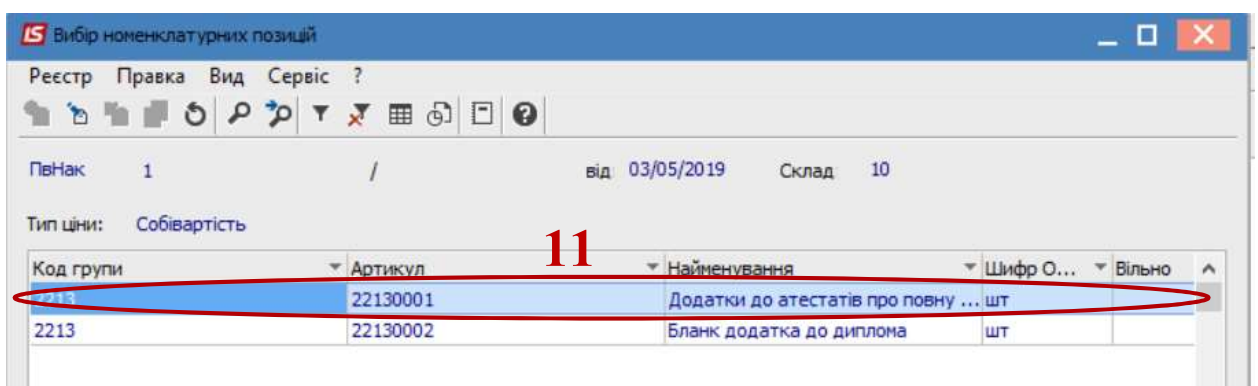 IS Вибір номенклатурних позицій
Реєстр Правка Вид Сервіс ?
ПвНак 1 / від 03/05/2019 Склад 10
Тип ціни: Собівартість
11
Код групи Артикул Найменування Шифр О... Вільно
2213 22130001 Додатки до атестатів про повну ... шт
2213 22130002 Бланк додатка до диплома шт